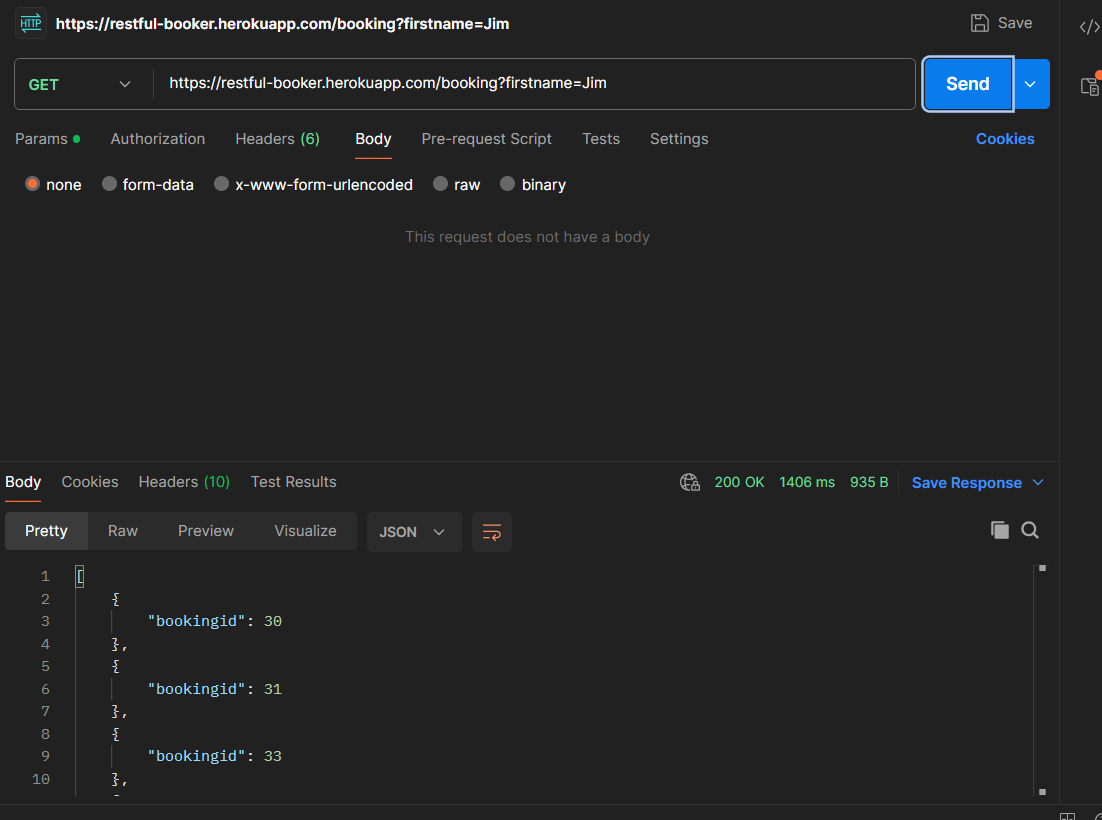 HTTP https://restful-booker.herokuapp.com/booking?firstname=Jim Save
GET https://restful-booker.herokuapp.com/booking?firstname=Jim Send
Params Authorization Headers (6) Body Pre-request Script Tests Settings Cookies
none form-data x-www-form-urlencoded raw binary
This request does not have a body
Body Cookies Headers (10) Test Results 200 OK 1406 ms 935 B Save Response
Pretty Raw Preview Visualize JSON
1 [
2 {
3 "bookingid": 30
4 },
5 {
6 "bookingid": 31
7 },
8 {
9 "bookingid": 33
10 },